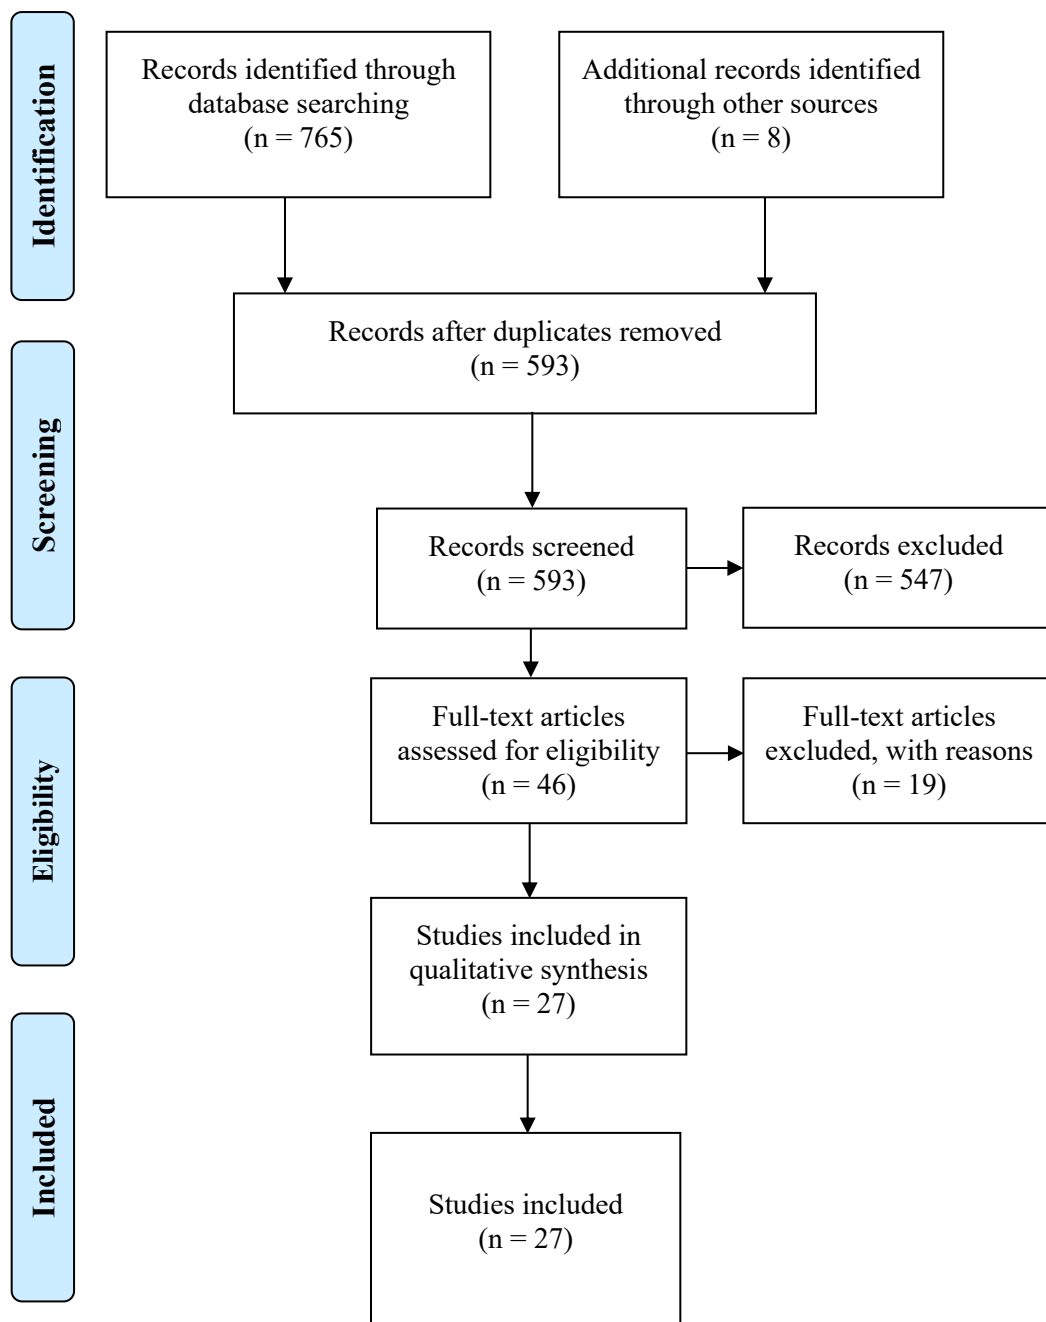 Identification
Records identified through
database searching
(n = 765)
Additional records identified
through other sources
(n = 8)
Records after duplicates removed
(n = 593)
Screening
Records screened
(n = 593)
Records excluded
(n = 547)
Eligibility
Full-text articles
assessed for eligibility
(n = 46)
Full-text articles
excluded, with reasons
(n = 19)
Studies included in
qualitative synthesis
(n = 27)
Included
Studies included
(n = 27)